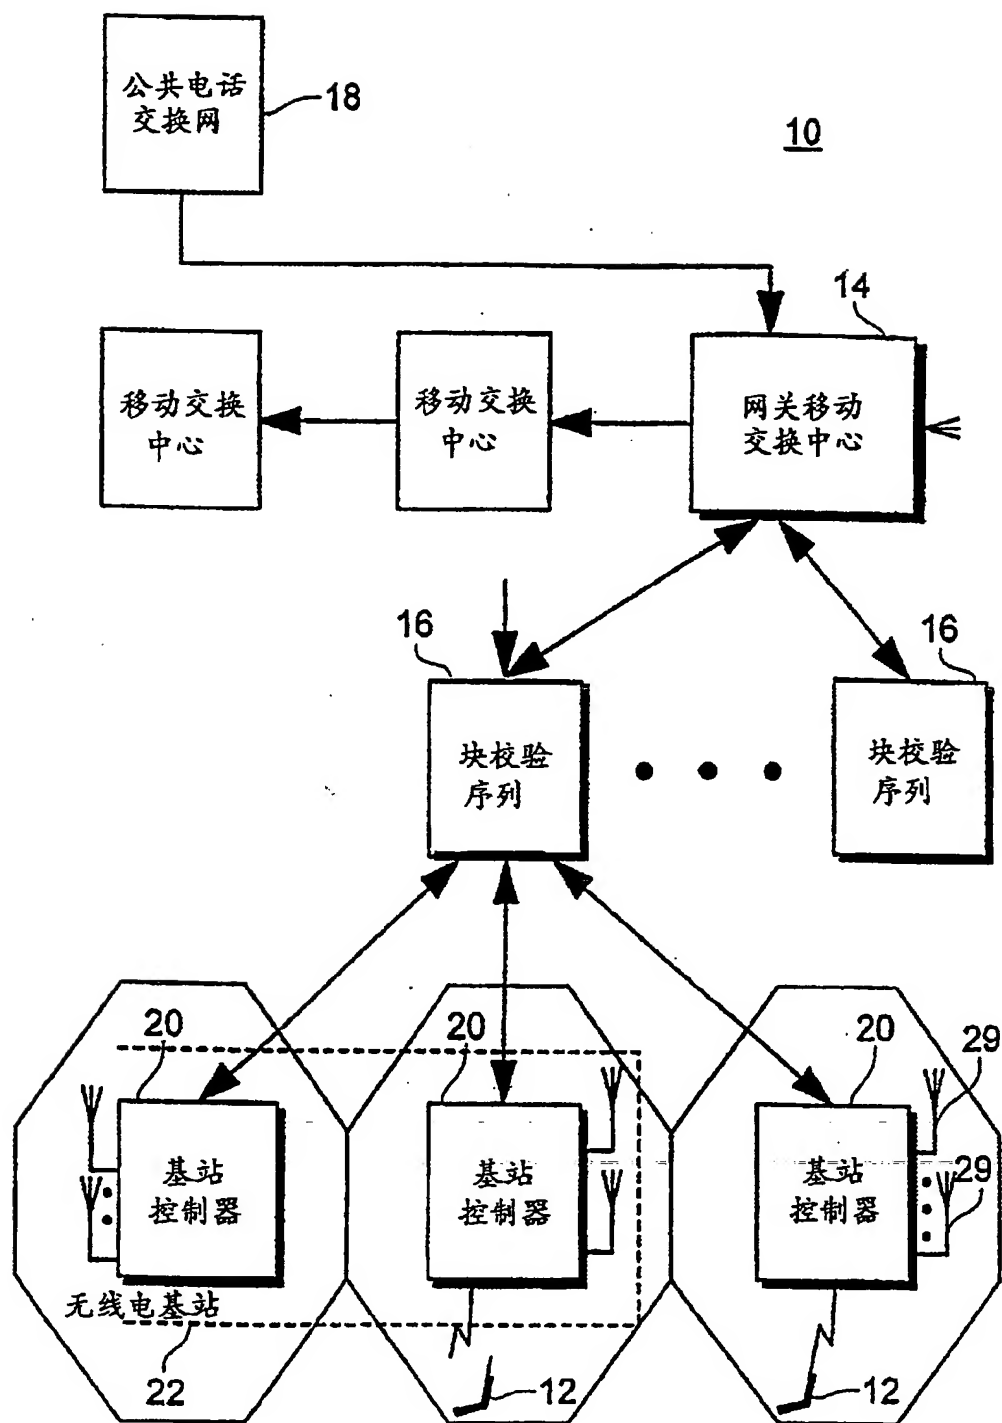 公共电话
交换网
18
10
14
移动交换
中心
移动交换
中心
网关移动
交换中心
16
16
块校验
序列
块校验
序列
20
20
20
29
29
基站
控制器
基站
控制器
基站
控制器
无线电基站
22
12
12